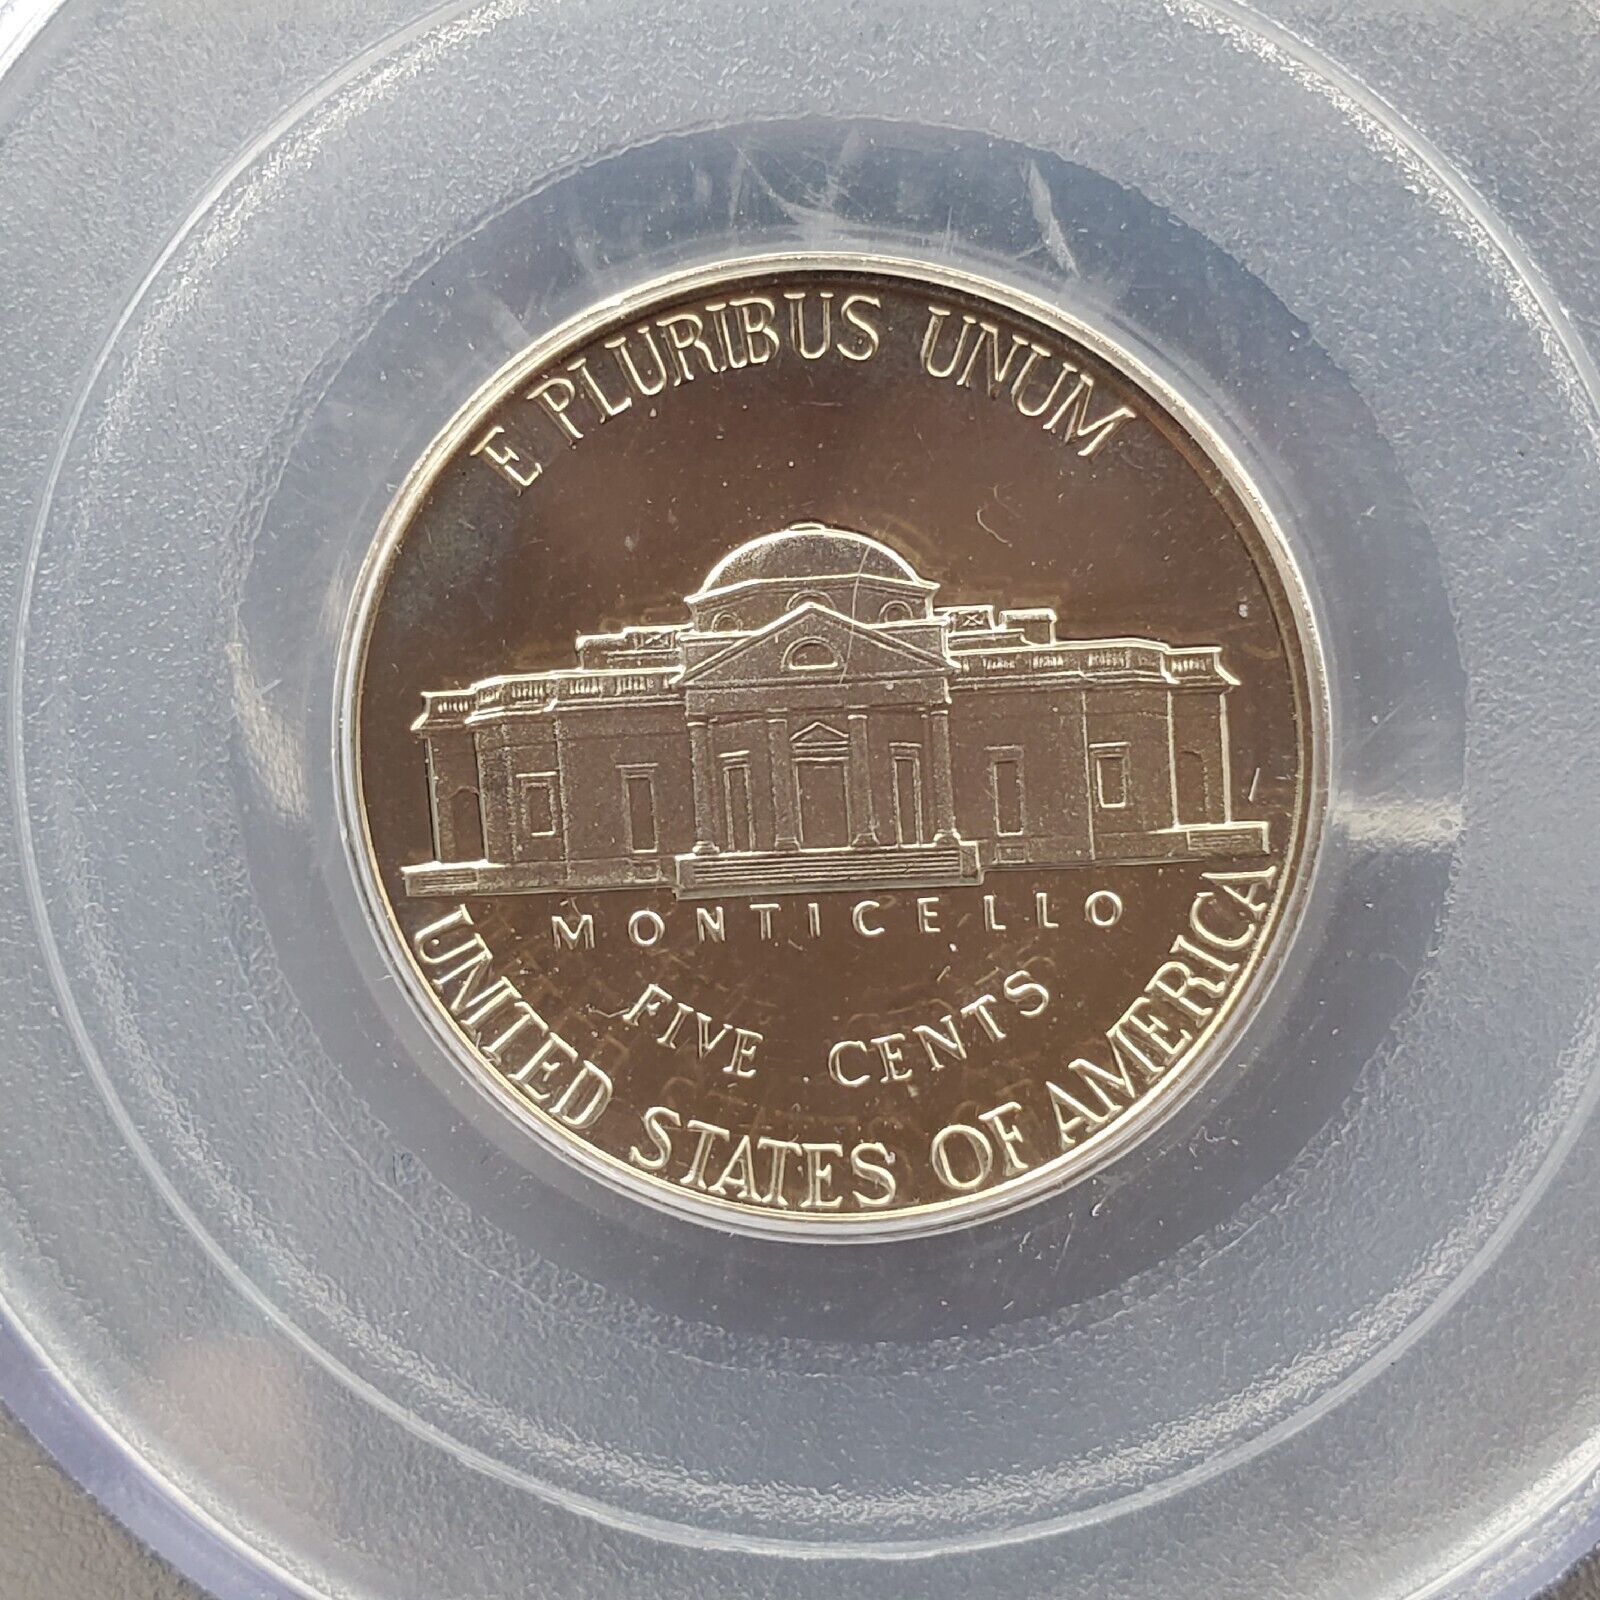 E PLURIBUS UNUM
MONTICELLO
FIVE CENTS
UNITED STATES OF AMERICA